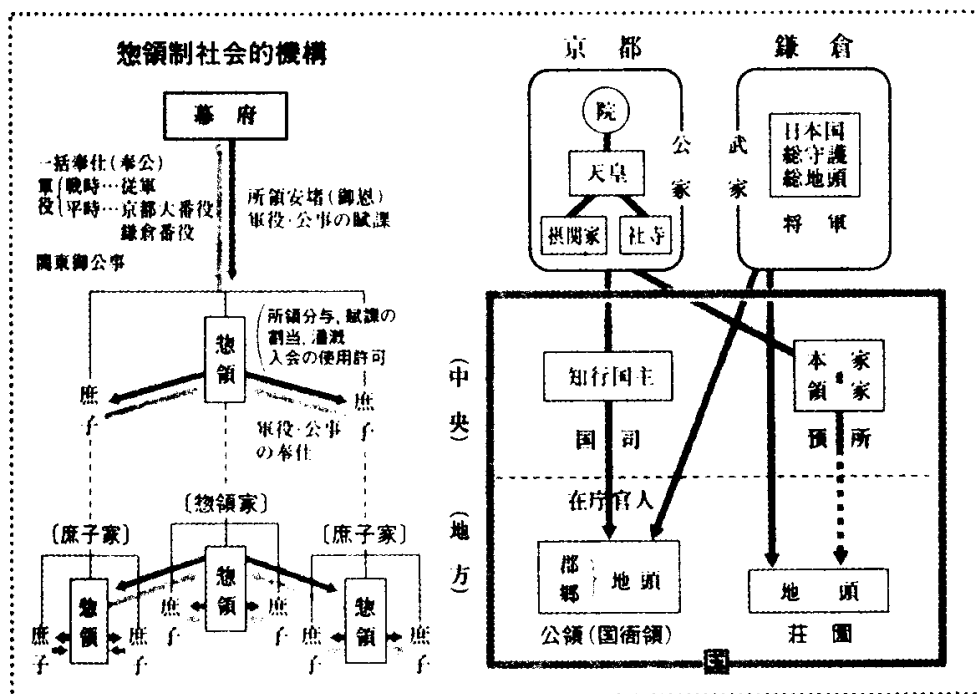 惣領制社会的機構
幕府
一括奉仕(奉公)
軍役
戦時…従軍
平時…京都大番役
鎌倉番役
関東御公事
所領安堵(御恩)
軍役・公事の賦課
惣領
所領分与、賦課の
割当、灌漑
入会の使用許可
庶子
庶子
軍役・公事
の奉仕
〔惣領家〕
〔庶子家〕
〔庶子家〕
惣領
庶子
庶子
惣領
庶子
庶子
惣領
庶子
庶子
京都
鎌倉
院
天皇
摂関家
社寺
公家
武家
日本国
総守護
総地頭
将軍
(中央)
知行国主
国司
本家
領家
預所
(地方)
在庁官人
郡
郷
地頭
公領(国衙領)
地頭
荘園
国